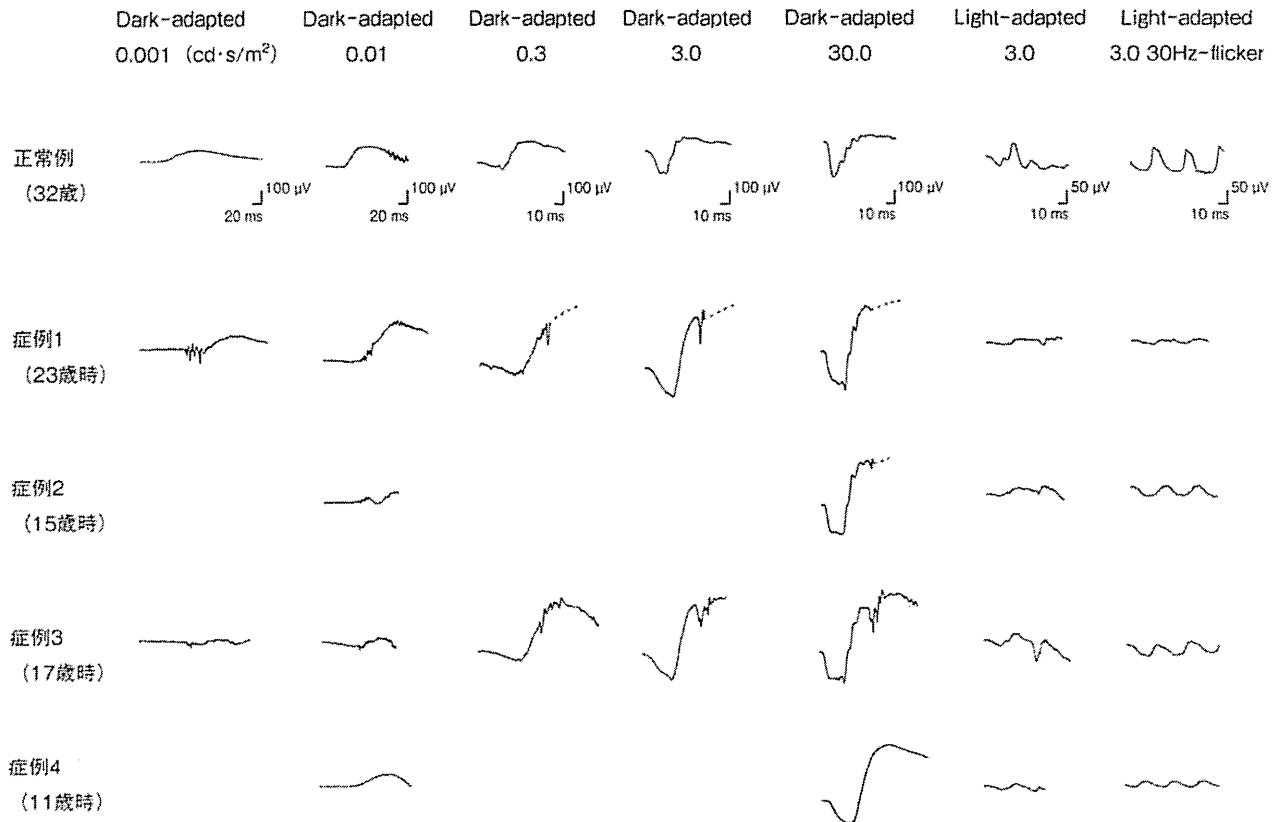 Dark-adapted Dark-adapted Dark-adapted Dark-adapted Dark-adapted Light-adapted Light-adapted
0.001 (cd·s/m²) 0.01 0.3 3.0 30.0 3.0 3.0 30Hz-flicker
正常例
(32歳)
100 μV 100 μV 100 μV 100 μV 100 μV 50 μV 50 μV
20 ms 20 ms 10 ms 10 ms 10 ms 10 ms 10 ms
症例1
(23歳時)
症例2
(15歳時)
症例3
(17歳時)
症例4
(11歳時)